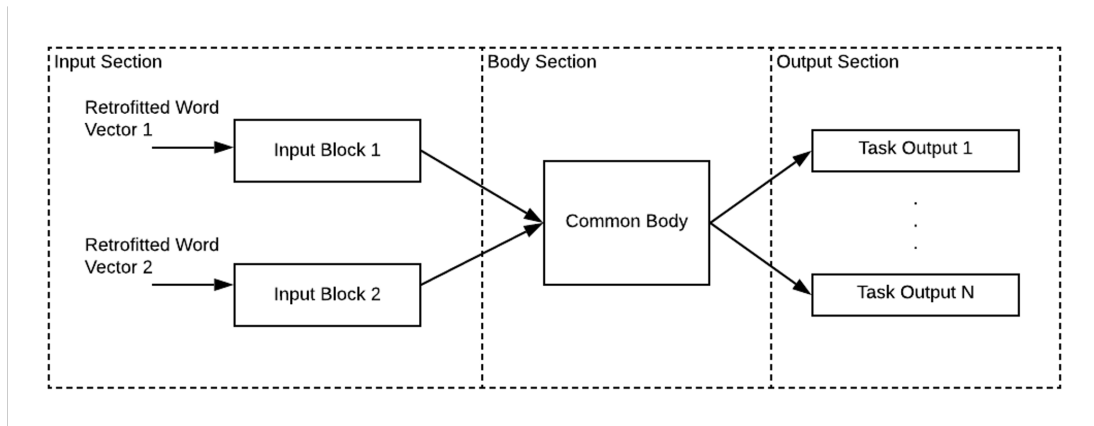 Input Section
Body Section
Output Section
Retrofitted Word
Vector 1
Input Block 1
Retrofitted Word
Vector 2
Input Block 2
Common Body
Task Output 1
.
.
.
Task Output N